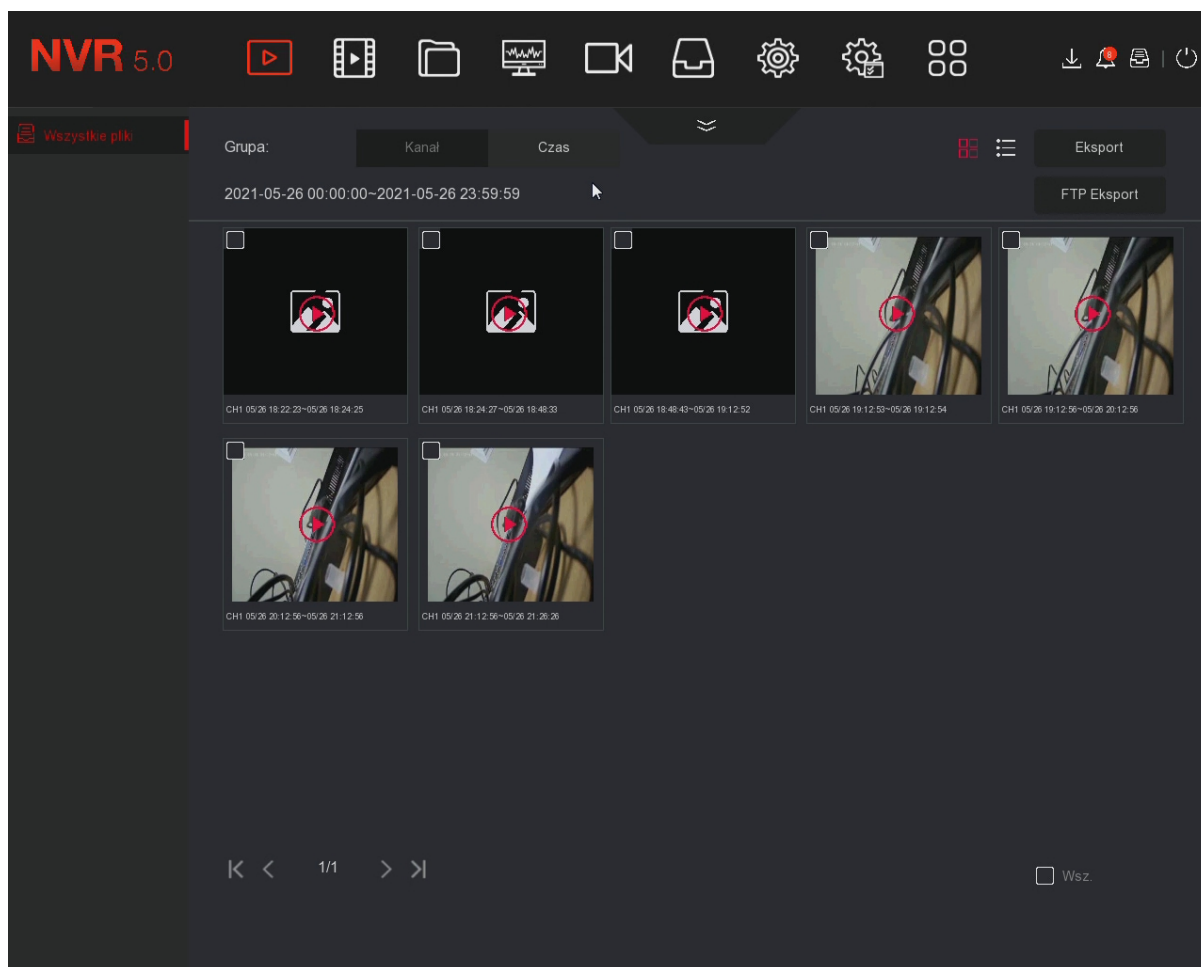 NVR 5.0
8
Wszystkie pliki
Grupa:
Kanał
Czas
Eksport
2021-05-26 00:00:00~2021-05-26 23:59:59
FTP Eksport
CH1 05/26 18:22:23~05/26 18:24:25
CH1 05/26 18:24:27~05/26 18:48:33
CH1 05/26 18:48:43~05/26 19:12:52
CH1 05/26 19:12:53~05/26 19:12:54
CH1 05/26 19:12:56~05/26 20:12:56
CH1 05/26 20:12:56~05/26 21:12:56
CH1 05/26 21:12:56~05/26 21:26:26
1/1
Wsz.